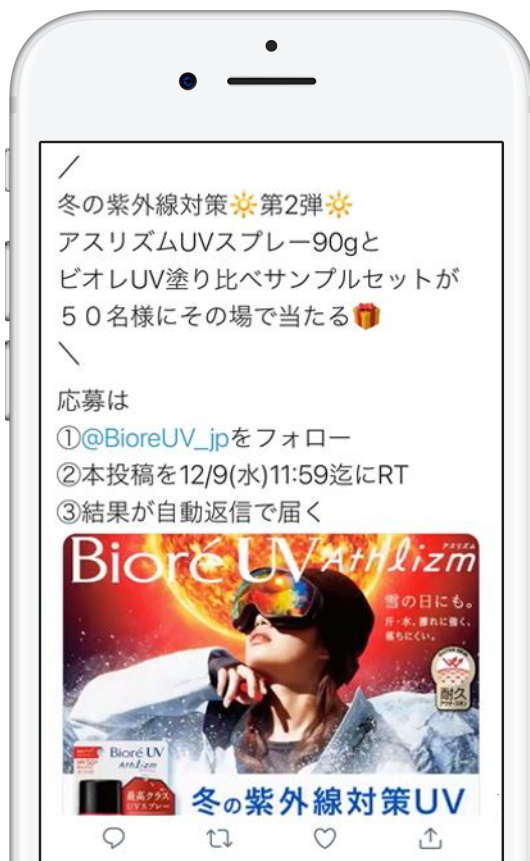 ／
冬の紫外線対策🔆第2弾🔆
アスリズムUVスプレー90gと
ビオレUV塗り比べサンプルセットが
５０名様にその場で当たる🎁
＼
応募は
①@BioreUV_jpをフォロー
②本投稿を12/9(水)11:59迄にRT
③結果が自動返信で届く
Bioré UV Athlizm
アスリズム
雪の日にも。
汗・水、擦れに強く、
落ちにくい。
耐久
Bioré UV
Athlizm
SPF50+
最高クラス
UVスプレー
冬の紫外線対策UV